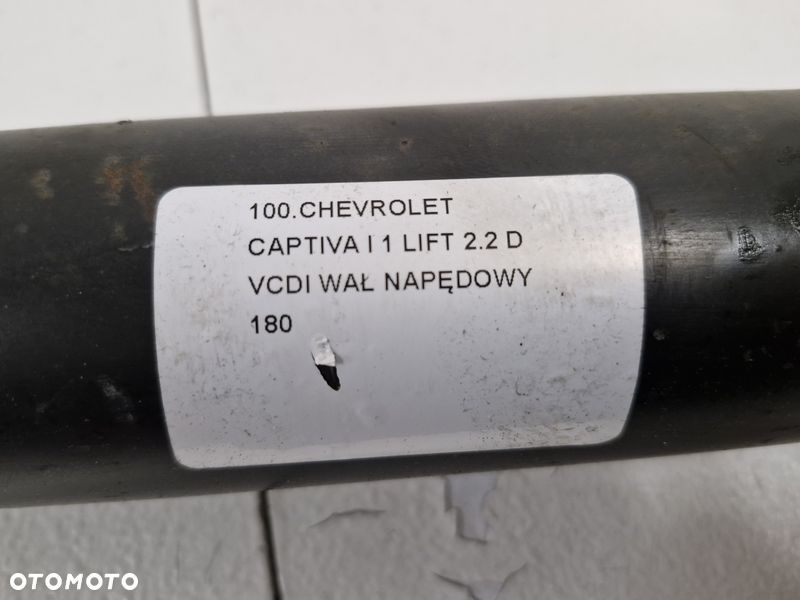 100.CHEVROLET
CAPTIVA I 1 LIFT 2.2 D
VCDI WAŁ NAPĘDOWY
180
OTOMOTO